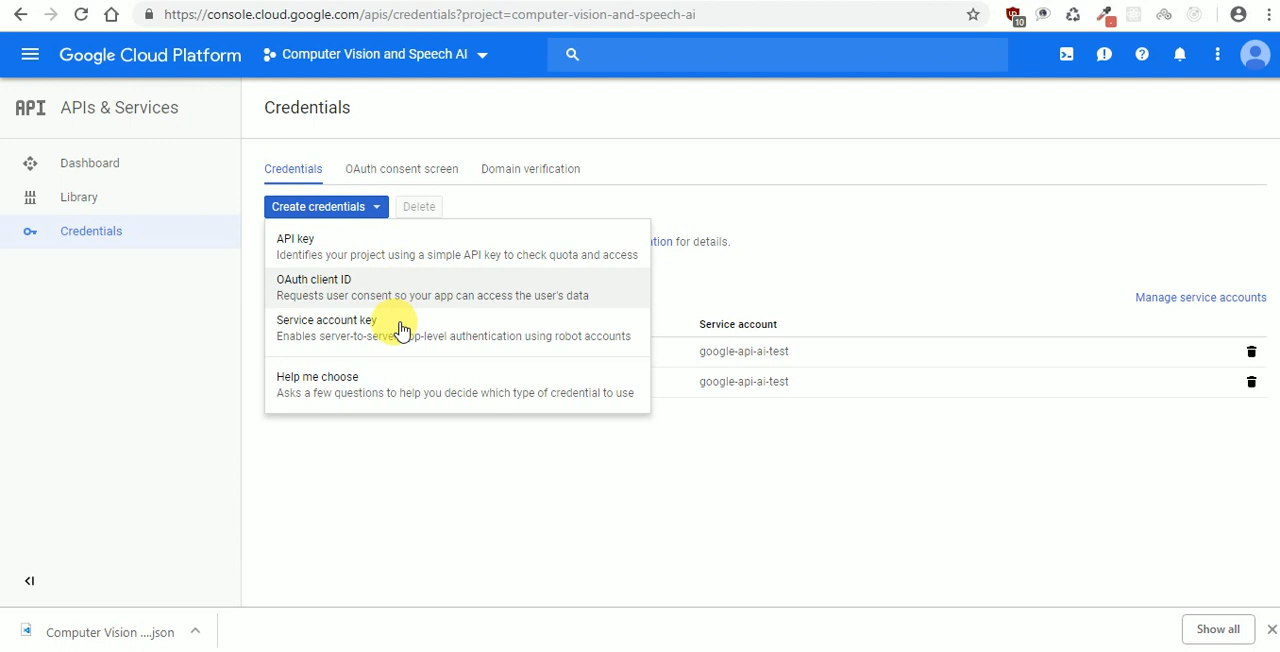 https://console.cloud.google.com/apis/credentials?project=computer-vision-and-speech-ai
10
Google Cloud Platform
Computer Vision and Speech AI
API APIs & Services
Credentials
Dashboard
Library
Credentials
Credentials
OAuth consent screen
Domain verification
Create credentials
Delete
API key
Identifies your project using a simple API key to check quota and access
OAuth client ID
Requests user consent so your app can access the user's data
Service account key
Enables server-to-server, app-level authentication using robot accounts
Help me choose
Asks a few questions to help you decide which type of credential to use
tion for details.
Manage service accounts
Service account
google-api-ai-test
google-api-ai-test
Computer Vision ....json
Show all